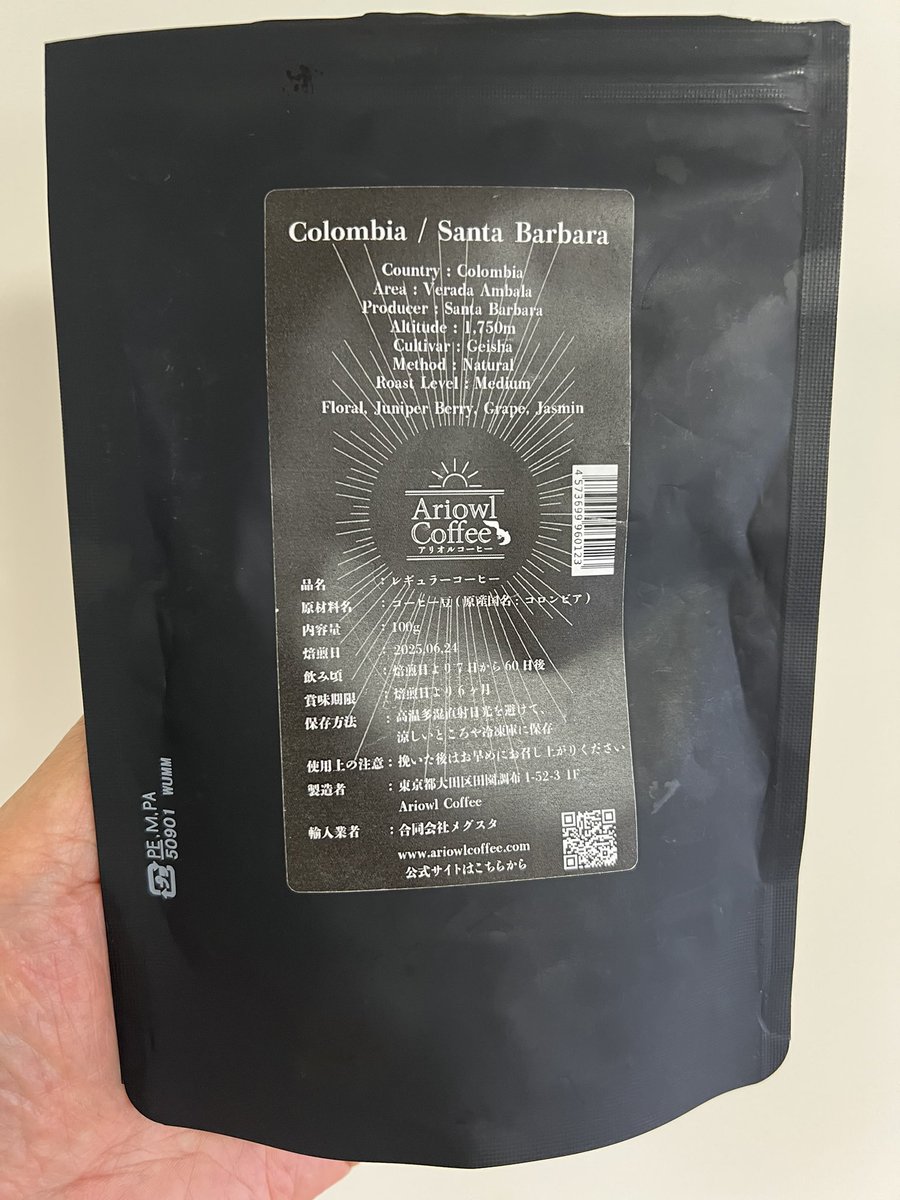 Colombia / Santa Barbara
Country : Colombia
Area : Verada Ambala
Producer : Santa Barbara
Altitude : 1,750m
Cultivar : Geisha
Method : Natural
Roast Level : Medium
Floral, Juniper Berry, Grape, Jasmin
Ariowl
Coffee
アリオルコーヒー
4573699960123
品名 : レギュラーコーヒー
原材料名 : コーヒー豆 ( 原産国名 : コロンビア )
内容量 : 100g
焙煎日 : 2025.06.24
飲み頃 : 焙煎日より7日から60日後
賞味期限 : 焙煎日より6ヶ月
保存方法 : 高温多湿直射日光を避けて、
涼しいところや冷凍庫に保存
使用上の注意 : 挽いた後はお早めにお召し上がりください
製造者 : 東京都大田区田園調布 1-52-3 1F
Ariowl Coffee
輸入業者 : 合同会社メグスタ
www.ariowlcoffee.com
公式サイトはこちらから
PE.M.PA
50901 WUMM